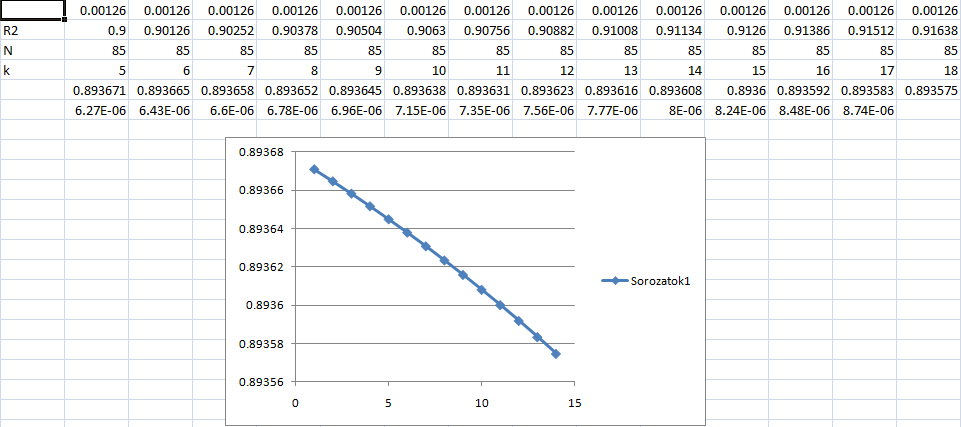 0.00126 0.00126 0.00126 0.00126 0.00126 0.00126 0.00126 0.00126 0.00126 0.00126 0.00126 0.00126 0.00126 0.00126
R2 0.9 0.90126 0.90252 0.90378 0.90504 0.9063 0.90756 0.90882 0.91008 0.91134 0.9126 0.91386 0.91512 0.91638
N 85 85 85 85 85 85 85 85 85 85 85 85 85 85
k 5 6 7 8 9 10 11 12 13 14 15 16 17 18
0.893671 0.893665 0.893658 0.893652 0.893645 0.893638 0.893631 0.893623 0.893616 0.893608 0.8936 0.893592 0.893583 0.893575
6.27E-06 6.43E-06 6.6E-06 6.78E-06 6.96E-06 7.15E-06 7.35E-06 7.56E-06 7.77E-06 8E-06 8.24E-06 8.48E-06 8.74E-06
0.89368
0.89366
0.89364
0.89362
0.8936
0.89358
0.89356
0 5 10 15
Sorozatok1